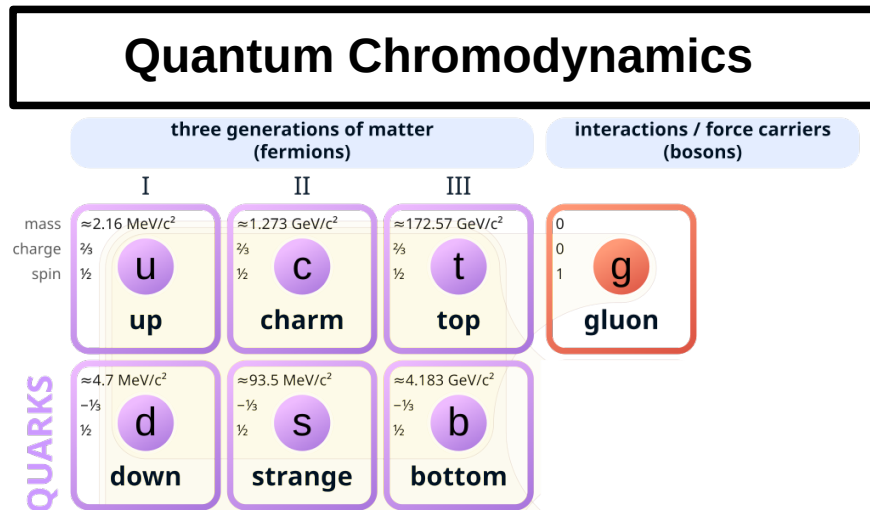 Quantum Chromodynamics
three generations of matter
(fermions)
interactions / force carriers
(bosons)
I II III
mass ≈2.16 MeV/c² ≈1.273 GeV/c² ≈172.57 GeV/c² 0
charge ⅔ ⅔ ⅔ 0
spin ½ ½ ½ 1
u c t g
up charm top gluon
QUARKS
≈4.7 MeV/c² ≈93.5 MeV/c² ≈4.183 GeV/c²
−⅓ −⅓ −⅓
½ ½ ½
d s b
down strange bottom